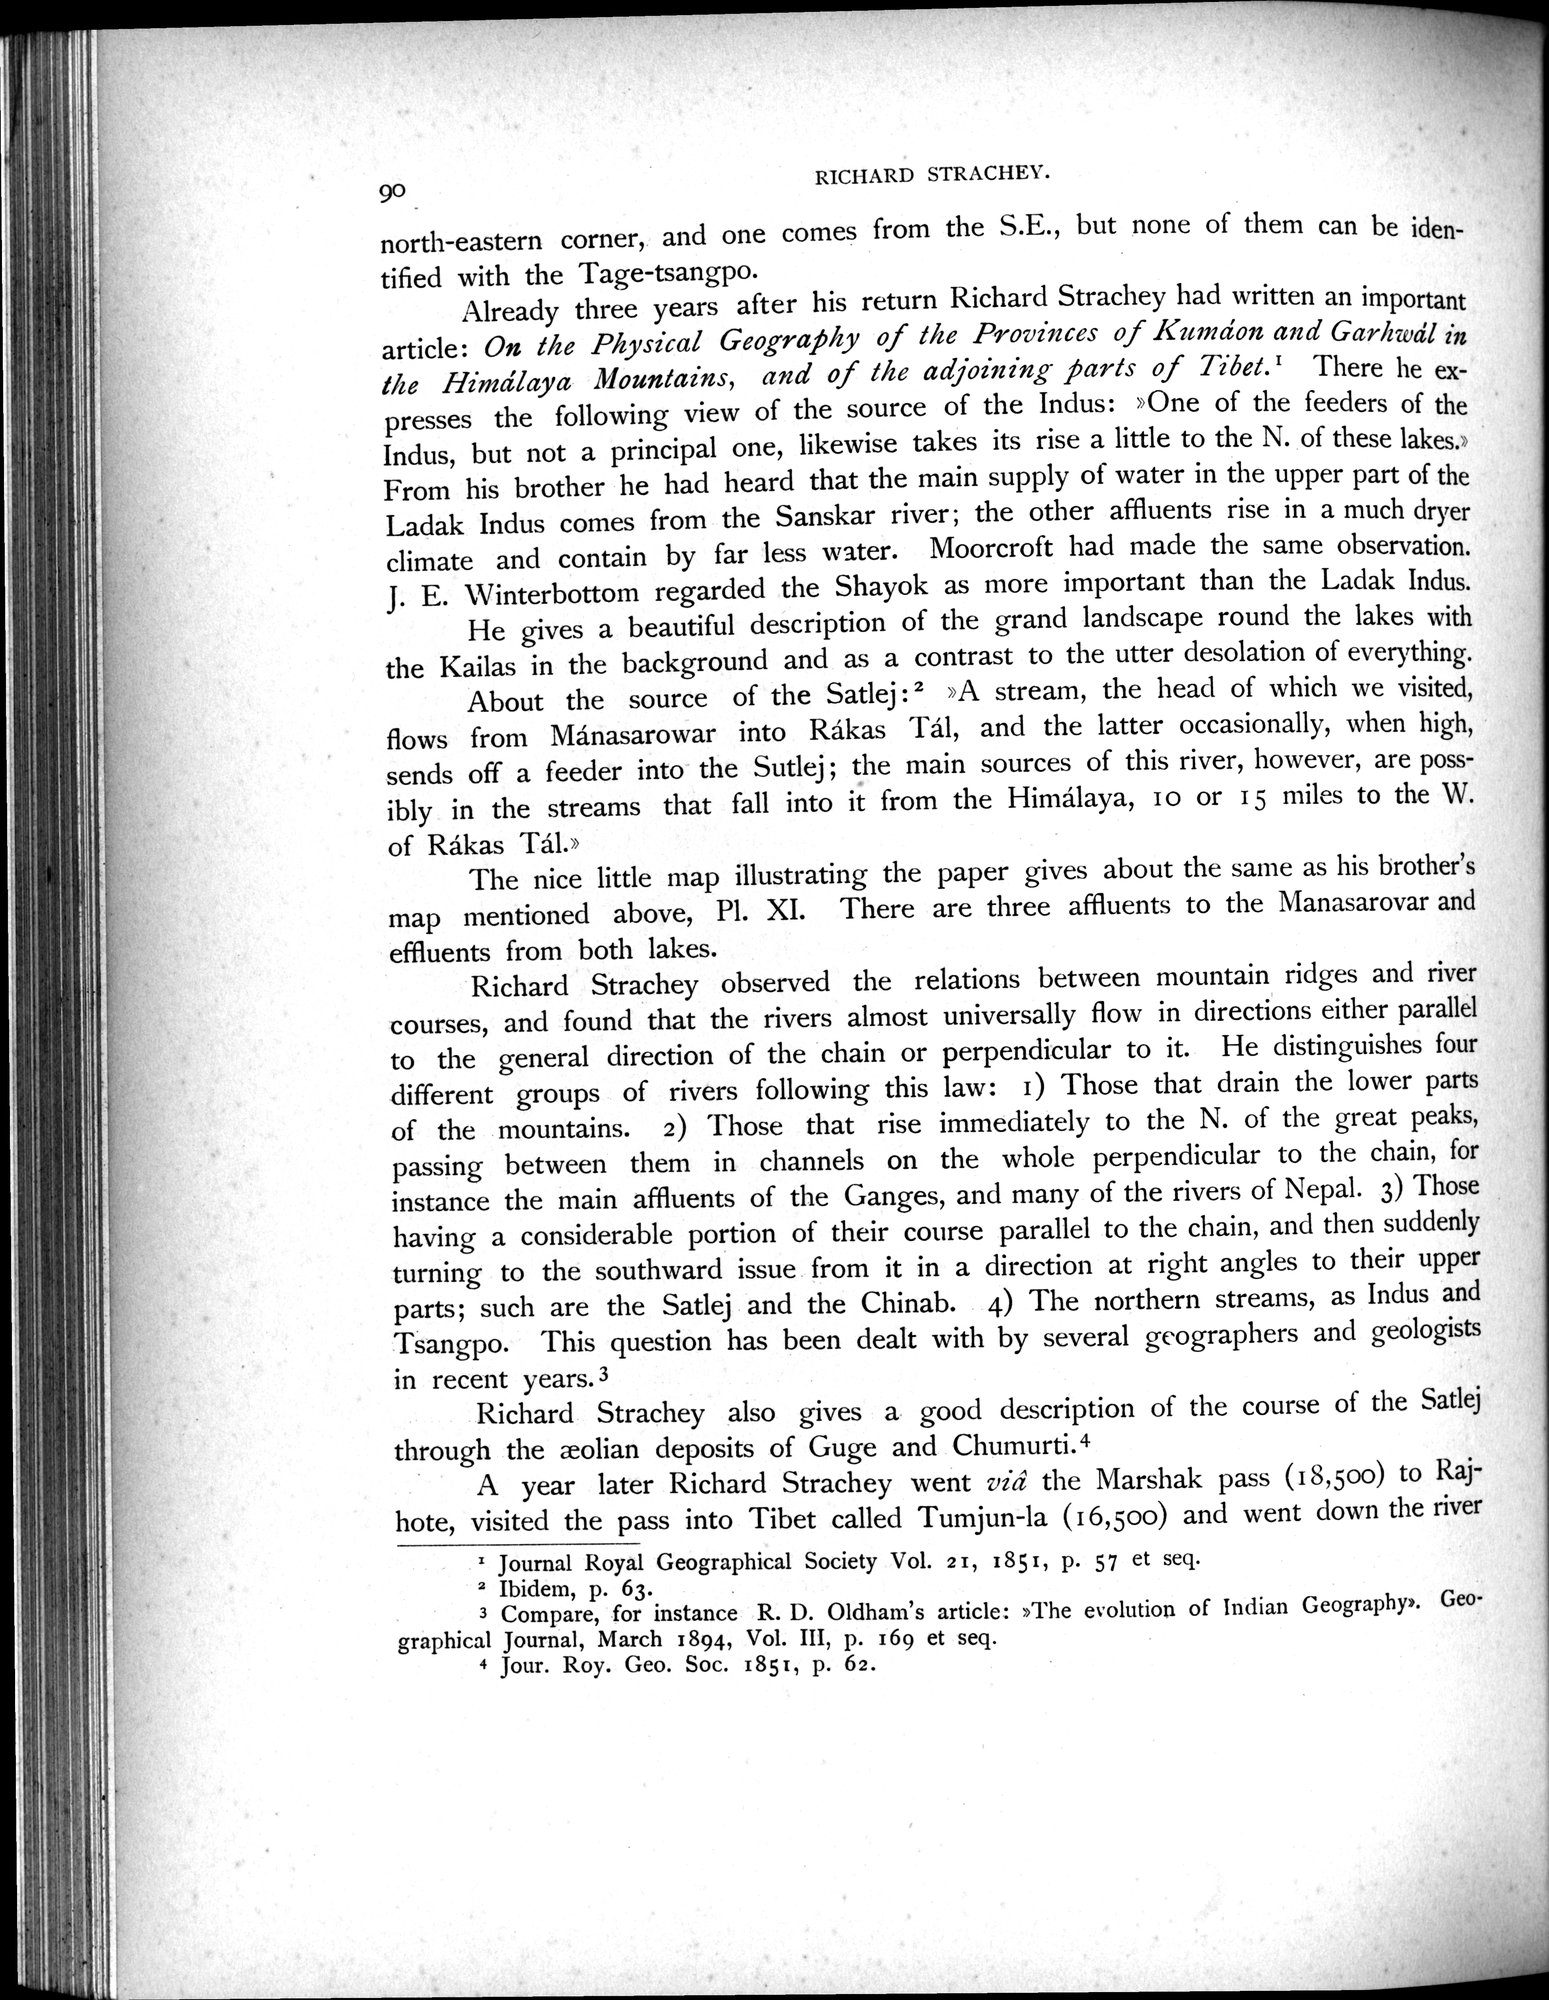 90
RICHARD STRACHEY.
north-eastern corner, and one comes from the S.E., but none of them can be iden-
tified with the Tage-tsangpo.
Already three years after his return Richard Strachey had written an important
article: On the Physical Geography of the Provinces of Kumáon and Garhwál in
the Himálaya Mountains, and of the adjoining parts of Tibet.¹ There he ex-
presses the following view of the source of the Indus: »One of the feeders of the
Indus, but not a principal one, likewise takes its rise a little to the N. of these lakes.»
From his brother he had heard that the main supply of water in the upper part of the
Ladak Indus comes from the Sanskar river; the other affluents rise in a much dryer
climate and contain by far less water. Moorcroft had made the same observation.
J. E. Winterbottom regarded the Shayok as more important than the Ladak Indus.
He gives a beautiful description of the grand landscape round the lakes with
the Kailas in the background and as a contrast to the utter desolation of everything.
About the source of the Satlej:² »A stream, the head of which we visited,
flows from Mánasarowar into Rákas Tál, and the latter occasionally, when high,
sends off a feeder into the Sutlej; the main sources of this river, however, are poss-
ibly in the streams that fall into it from the Himálaya, 10 or 15 miles to the W.
of Rákas Tál.»
The nice little map illustrating the paper gives about the same as his brother's
map mentioned above, Pl. XI. There are three affluents to the Manasarovar and
effluents from both lakes.
Richard Strachey observed the relations between mountain ridges and river
courses, and found that the rivers almost universally flow in directions either parallel
to the general direction of the chain or perpendicular to it. He distinguishes four
different groups of rivers following this law: 1) Those that drain the lower parts
of the mountains. 2) Those that rise immediately to the N. of the great peaks,
passing between them in channels on the whole perpendicular to the chain, for
instance the main affluents of the Ganges, and many of the rivers of Nepal. 3) Those
having a considerable portion of their course parallel to the chain, and then suddenly
turning to the southward issue from it in a direction at right angles to their upper
parts; such are the Satlej and the Chinab. 4) The northern streams, as Indus and
Tsangpo. This question has been dealt with by several geographers and geologists
in recent years.³
Richard Strachey also gives a good description of the course of the Satlej
through the æolian deposits of Guge and Chumurti.⁴
A year later Richard Strachey went viâ the Marshak pass (18,500) to Raj-
hote, visited the pass into Tibet called Tumjun-la (16,500) and went down the river
¹ Journal Royal Geographical Society Vol. 21, 1851, p. 57 et seq.
² Ibidem, p. 63.
³ Compare, for instance R. D. Oldham's article: »The evolution of Indian Geography». Geo-
graphical Journal, March 1894, Vol. III, p. 169 et seq.
⁴ Jour. Roy. Geo. Soc. 1851, p. 62.